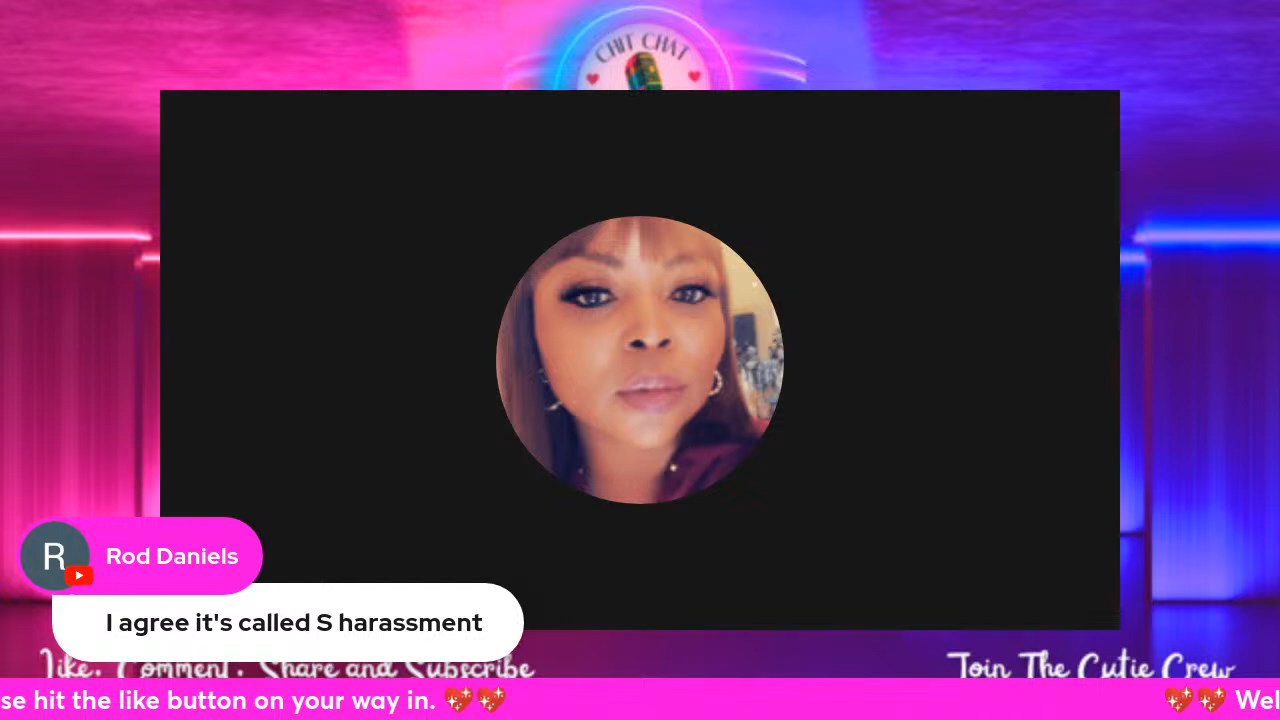 CHIT CHAT
R
Rod Daniels
I agree it's called S harassment
Like. Comment. Share and Subscribe
Join The Cutie Crew
se hit the like button on your way in. 💖💖
💖💖 Wel